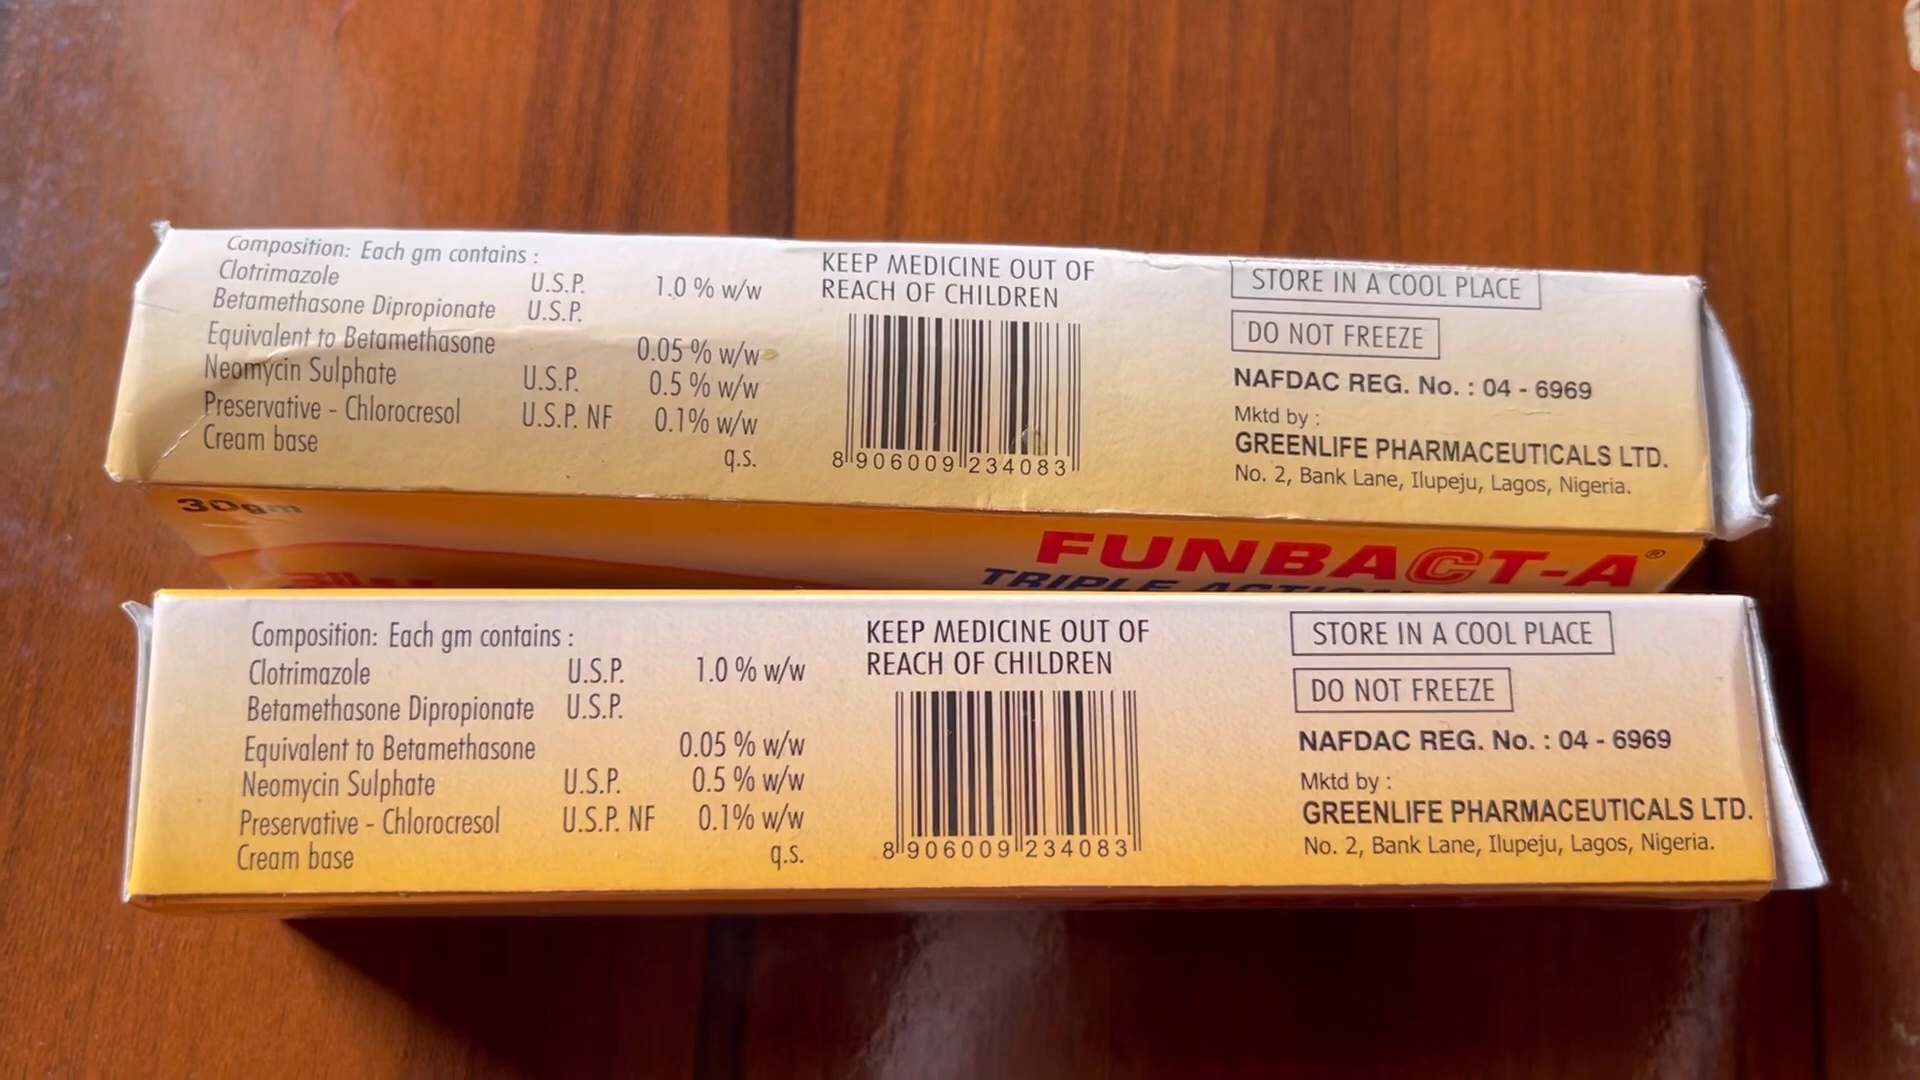 Composition: Each gm contains :
Clotrimazole U.S.P. 1.0 % w/w
Betamethasone Dipropionate U.S.P.
Equivalent to Betamethasone 0.05 % w/w
Neomycin Sulphate U.S.P. 0.5 % w/w
Preservative - Chlorocresol U.S.P. NF 0.1% w/w
Cream base q.s.
KEEP MEDICINE OUT OF
REACH OF CHILDREN
8 906009 234083
STORE IN A COOL PLACE
DO NOT FREEZE
NAFDAC REG. No. : 04 - 6969
Mktd by :
GREENLIFE PHARMACEUTICALS LTD.
No. 2, Bank Lane, Ilupeju, Lagos, Nigeria.
30gm
FUNBACT-A®
TRIPLE ACTION
Composition: Each gm contains :
Clotrimazole U.S.P. 1.0 % w/w
Betamethasone Dipropionate U.S.P.
Equivalent to Betamethasone 0.05 % w/w
Neomycin Sulphate U.S.P. 0.5 % w/w
Preservative - Chlorocresol U.S.P. NF 0.1% w/w
Cream base q.s.
KEEP MEDICINE OUT OF
REACH OF CHILDREN
8 906009 234083
STORE IN A COOL PLACE
DO NOT FREEZE
NAFDAC REG. No. : 04 - 6969
Mktd by :
GREENLIFE PHARMACEUTICALS LTD.
No. 2, Bank Lane, Ilupeju, Lagos, Nigeria.